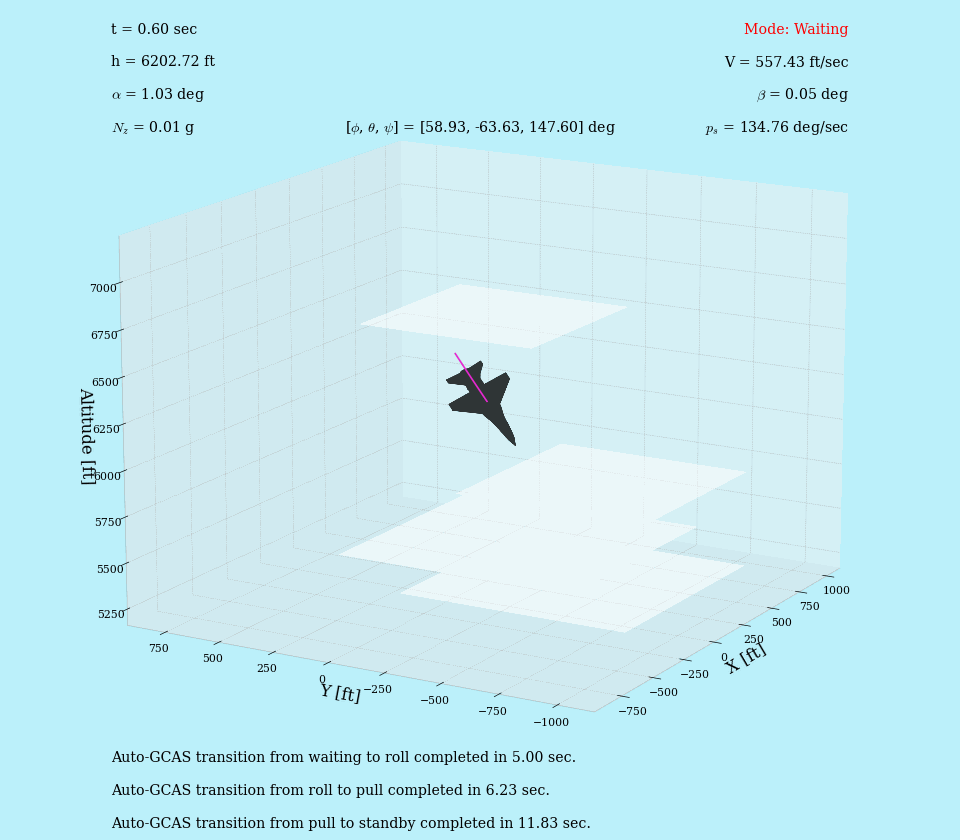 t = 0.60 sec
Mode: Waiting
h = 6202.72 ft
V = 557.43 ft/sec
α = 1.03 deg
β = 0.05 deg
N_z = 0.01 g
[ϕ, θ, ψ] = [58.93, -63.63, 147.60] deg
p_s = 134.76 deg/sec
7000
6750
6500
6250
6000
5750
5500
5250
Altitude [ft]
750
500
250
0
−250
−500
−750
−1000
Y [ft]
1000
750
500
250
0
−250
−500
−750
X [ft]
Auto-GCAS transition from waiting to roll completed in 5.00 sec.
Auto-GCAS transition from roll to pull completed in 6.23 sec.
Auto-GCAS transition from pull to standby completed in 11.83 sec.